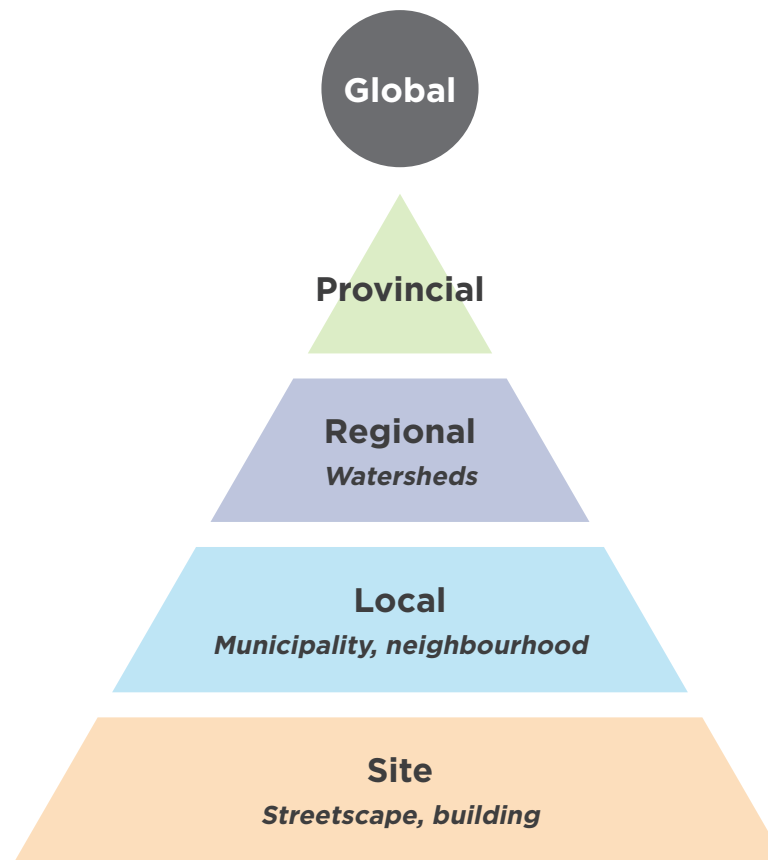 Global
Provincial
Regional
Watersheds
Local
Municipality, neighbourhood
Site
Streetscape, building